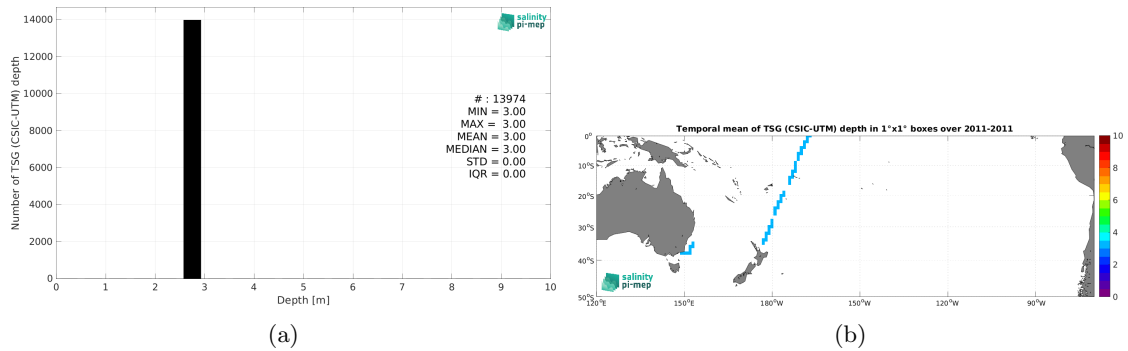 14000
12000
10000
8000
6000
4000
2000
0
Number of TSG (CSIC-UTM) depth
salinity
pi-mep
# : 13974
MIN = 3.00
MAX = 3.00
MEAN = 3.00
MEDIAN = 3.00
STD = 0.00
IQR = 0.00
0 1 2 3 4 5 6 7 8 9 10
Depth [m]
(a)
Temporal mean of TSG (CSIC-UTM) depth in 1°x1° boxes over 2011-2011
0°
10°S
20°S
30°S
40°S
50°S
120°E 150°E 180°W 150°W 120°W 90°W
salinity
pi-mep
10
8
6
4
2
0
(b)